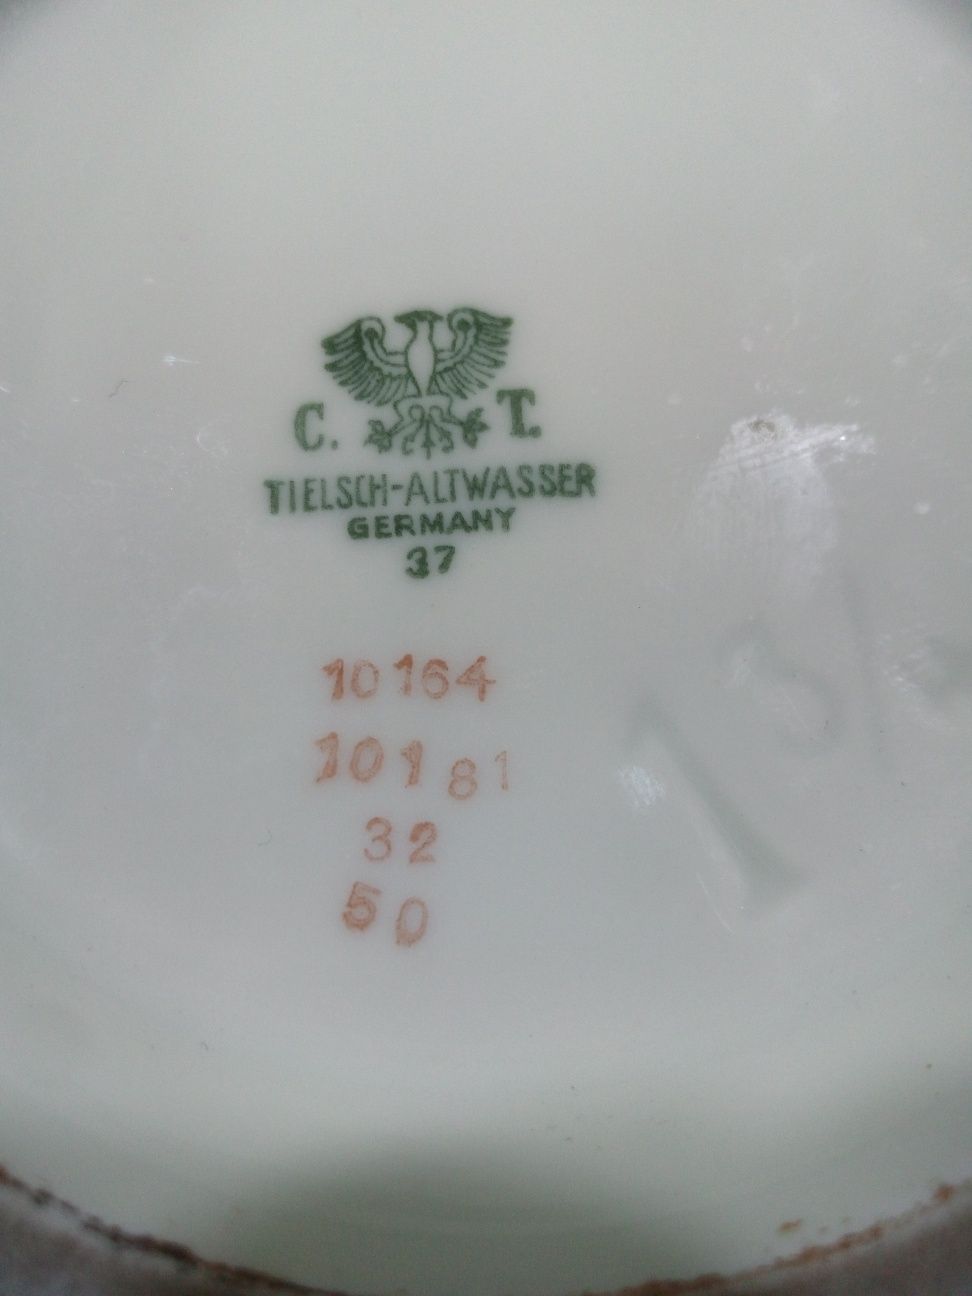 C. T.
TIELSCH-ALTWASSER
GERMANY
37
10164
10181
32
50